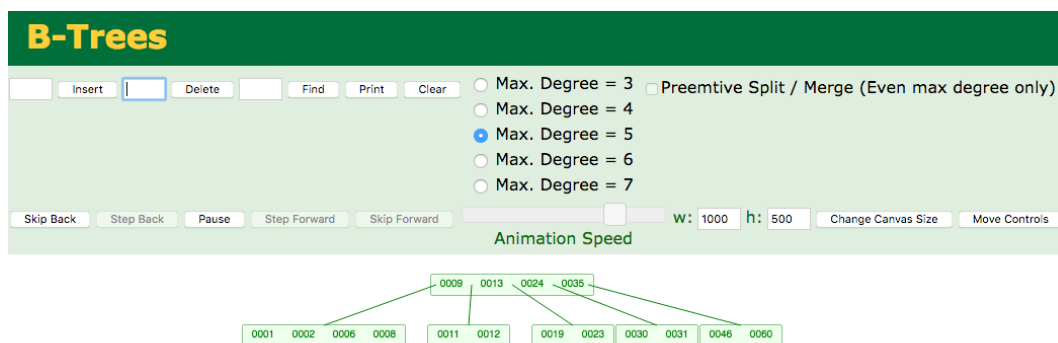 B-Trees
Insert Delete Find Print Clear Max. Degree = 3 Preemtive Split / Merge (Even max degree only)
Max. Degree = 4
Max. Degree = 5
Max. Degree = 6
Max. Degree = 7
Skip Back Step Back Pause Step Forward Skip Forward w: 1000 h: 500 Change Canvas Size Move Controls
Animation Speed
0009 0013 0024 0035
0001 0002 0006 0008 0011 0012 0019 0023 0030 0031 0046 0060